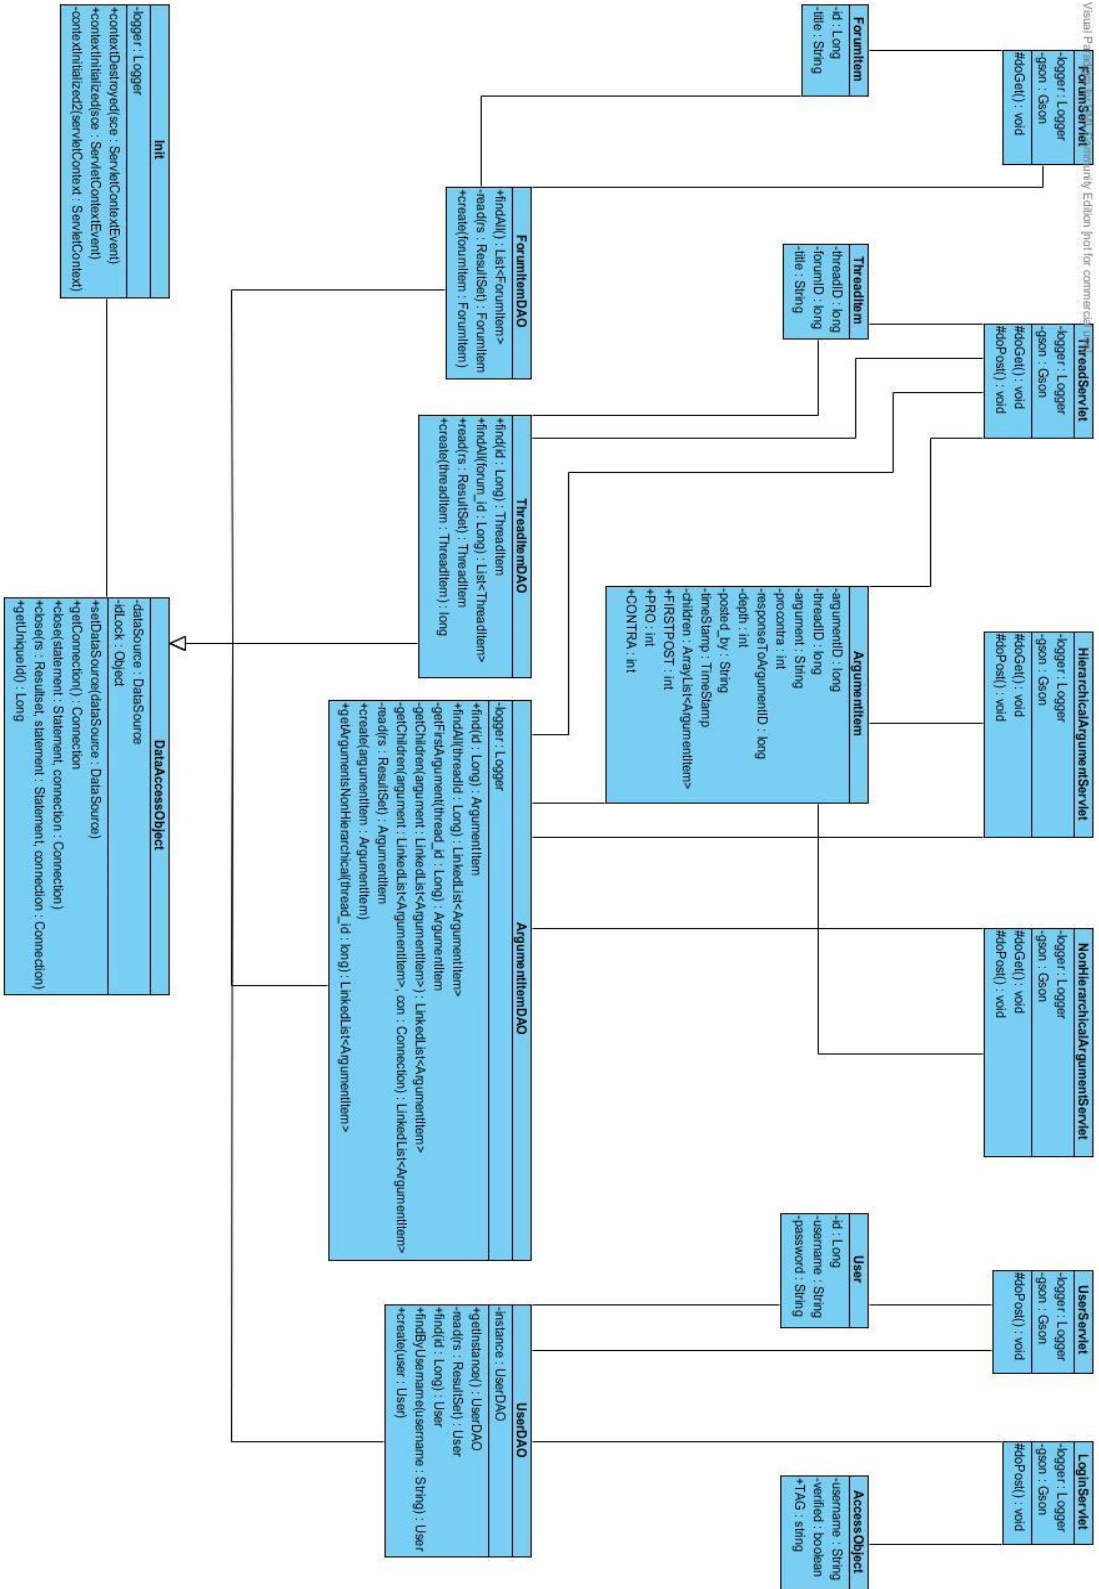 Visual Para
unity Edition [not for commercial u
ForumServlet
-logger : Logger
-gson : Gson
#doGet() : void
ThreadServlet
-logger : Logger
-gson : Gson
#doGet() : void
#doPost() : void
HierarchicalArgumentServlet
-logger : Logger
-gson : Gson
#doGet() : void
#doPost() : void
NonHierarchicalArgumentServlet
-logger : Logger
-gson : Gson
#doGet() : void
#doPost() : void
UserServlet
-logger : Logger
-gson : Gson
#doPost() : void
LoginServlet
-logger : Logger
-gson : Gson
#doPost() : void
ForumItem
-id : Long
-title : String
ThreadItem
-threadID : long
-forumID : long
-title : String
ArgumentItem
-argumentID : long
-threadID : long
-argument : String
-procontra : int
-responseToArgumentID : long
-depth : int
-posted_by : String
-timeStamp : TimeStamp
-children : ArrayList<ArgumentItem>
+FIRSTPOST : int
+PRO : int
+CONTRA : int
User
-id : Long
-username : String
-password : String
AccessObject
-username : String
-verified : boolean
+TAG : string
ForumItemDAO
+findAll() : List<ForumItem>
-read(rs : ResultSet) : ForumItem
+create(forumItem : ForumItem)
ThreadItemDAO
+find(id : Long) : ThreadItem
+findAll(forum_id : Long) : List<ThreadItem>
+read(rs : ResultSet) : ThreadItem
+create(threadItem : ThreadItem) : long
ArgumentItemDAO
-logger : Logger
+find(id : Long) : ArgumentItem
+findAll(threadId : Long) : LinkedList<ArgumentItem>
-getFirstArgument(thread_id : Long) : ArgumentItem
-getChildren(argument : LinkedList<ArgumentItem>) : LinkedList<ArgumentItem>
-getChildren(argument : LinkedList<ArgumentItem>, con : Connection) : LinkedList<ArgumentItem>
-read(rs : ResultSet) : ArgumentItem
+create(argumentItem : ArgumentItem)
+getArgumentsNonHierarchical(thread_id : long) : LinkedList<ArgumentItem>
UserDAO
-instance : UserDAO
+getInstance() : UserDAO
-read(rs : ResultSet) : User
+find(id : Long) : User
+findByUsername(username : String) : User
+create(user : User)
Init
-logger : Logger
+contextDestroyed(sce : ServletContextEvent)
+contextInitialized(sce : ServletContextEvent)
-contextInitialized2(servletContext : ServletContext)
DataAccessObject
-dataSource : DataSource
-idLock : Object
+setDataSource(dataSource : DataSource)
+getConnection() : Connection
+close(statement : Statement, connection : Connection)
+close(rs : Resultset, statement : Statement, connection : Connection)
+getUniqueId() : Long